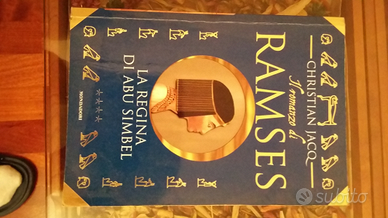 CHRISTIAN JACQ
Il romanzo di
RAMSES
LA REGINA
DI ABU SIMBEL
MONDADORI
subito